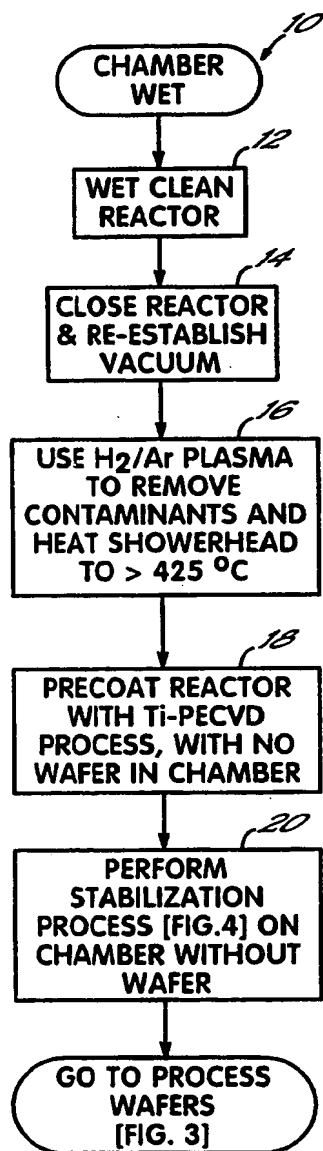 10
CHAMBER
WET
12
WET CLEAN
REACTOR
14
CLOSE REACTOR
& RE-ESTABLISH
VACUUM
16
USE H2/Ar PLASMA
TO REMOVE
CONTAMINANTS AND
HEAT SHOWERHEAD
TO > 425 °C
18
PRECOAT REACTOR
WITH Ti-PECVD
PROCESS, WITH NO
WAFER IN CHAMBER
20
PERFORM
STABILIZATION
PROCESS [FIG.4] ON
CHAMBER WITHOUT
WAFER
GO TO PROCESS
WAFERS
[FIG. 3]